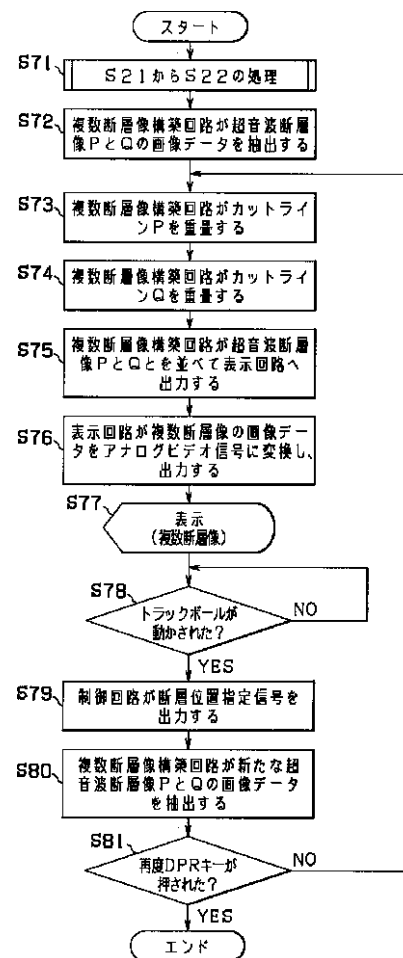 スタート
S71
S21からS22の処理
S72
複数断層像構築回路が超音波断層
像PとQの画像データを抽出する
S73
複数断層像構築回路がカットライ
ンPを重畳する
S74
複数断層像構築回路がカットライ
ンQを重畳する
S75
複数断層像構築回路が超音波断層
像PとQとを並べて表示回路へ
出力する
S76
表示回路が複数断層像の画像デー
タをアナログビデオ信号に変換し、
出力する
S77
表示
(複数断層像)
S78
トラックボールが
動かされた?
NO
YES
S79
制御回路が断層位置指定信号を
出力する
S80
複数断層像構築回路が新たな超
音波断層像PとQの画像データ
を抽出する
S81
再度DPRキーが
押された?
NO
YES
エンド